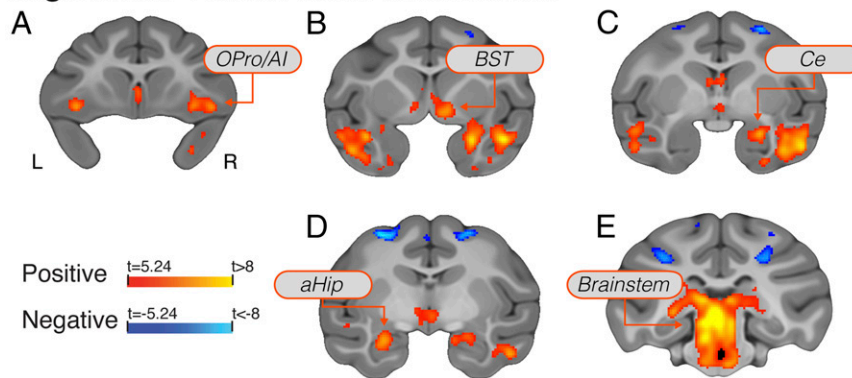 A
OPro/AI
B
BST
C
Ce
L
R
D
aHip
E
Brainstem
Positive
t=5.24
t>8
Negative
t=-5.24
t<-8